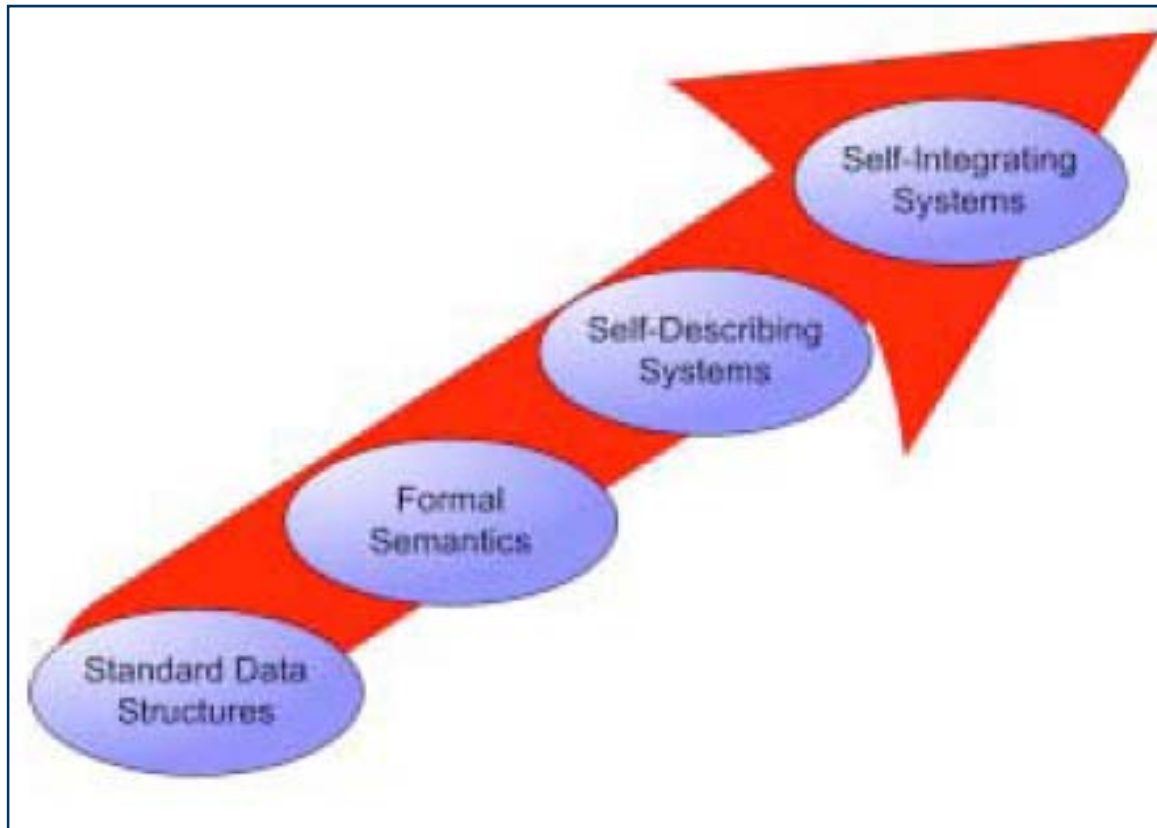 Self-Integrating
Systems
Self-Describing
Systems
Formal
Semantics
Standard Data
Structures